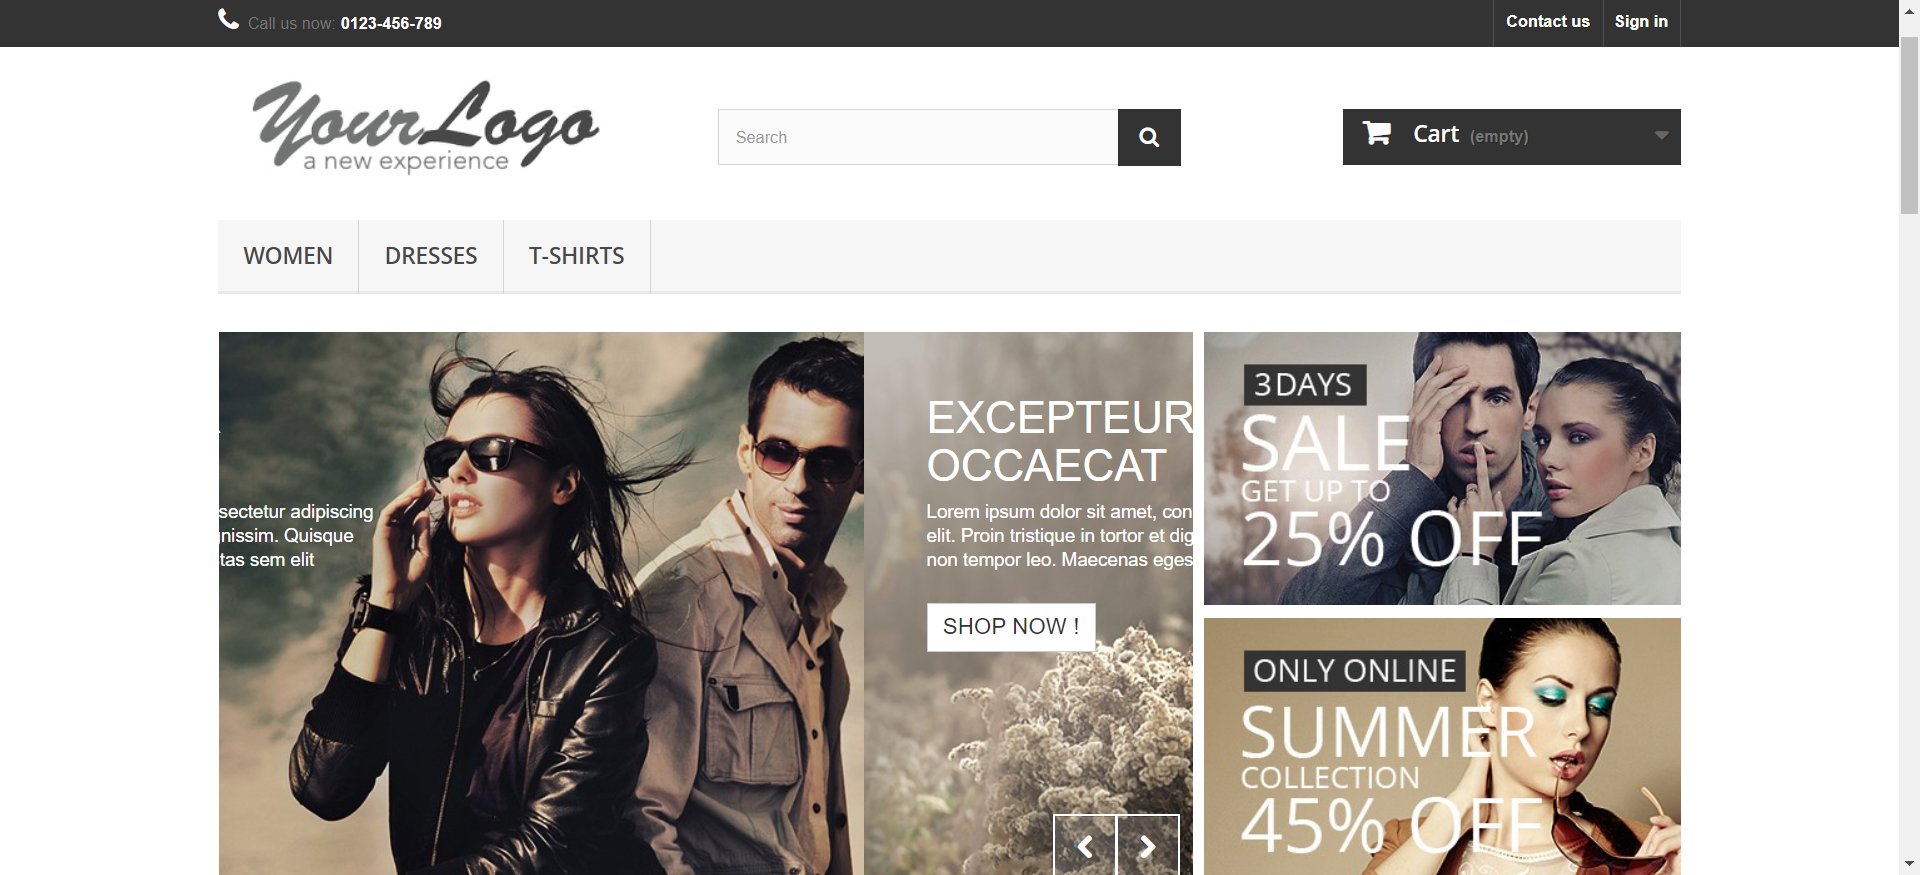 Call us now: 0123-456-789
Contact us
Sign in
Your Logo
a new experience
Search
Cart (empty)
WOMEN
DRESSES
T-SHIRTS
sectetur adipiscing
nissim. Quisque
tas sem elit
EXCEPTEUR
OCCAECAT
Lorem ipsum dolor sit amet, con
elit. Proin tristique in tortor et dig
non tempor leo. Maecenas eges
SHOP NOW !
3 DAYS
SALE
GET UP TO
25% OFF
ONLY ONLINE
SUMMER
COLLECTION
45% OFF